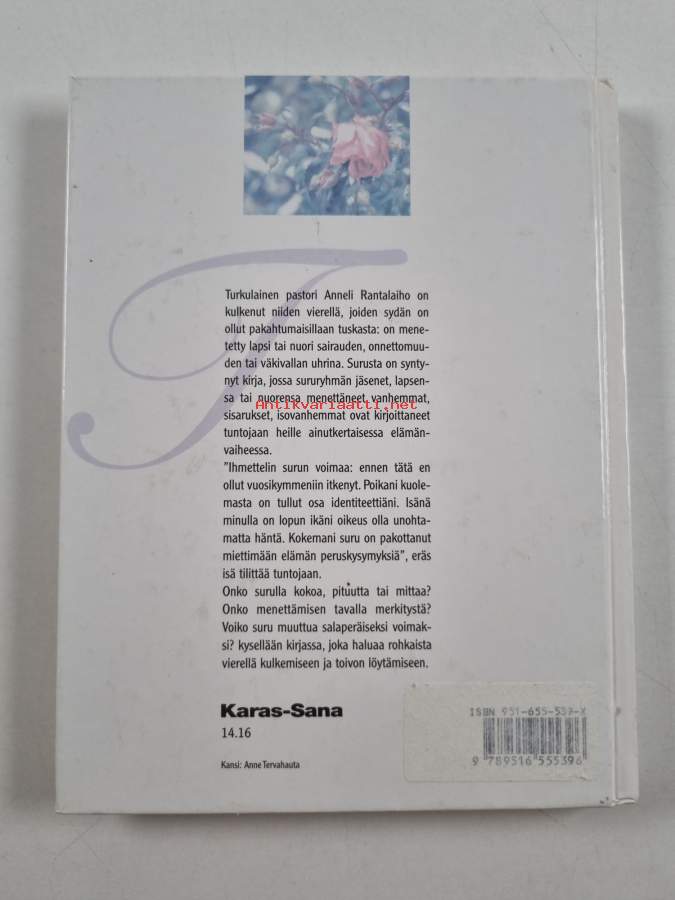 Turkulainen pastori Anneli Rantalaiho on
kulkenut niiden vierellä, joiden sydän on
ollut pakahtumaisillaan tuskasta: on mene-
tetty lapsi tai nuori sairauden, onnettomuu-
den tai väkivallan uhrina. Surusta on synty-
nyt kirja, jossa sururyhmän jäsenet, lapsen-
sa tai nuorensa menettäneet vanhemmat,
Antikvariaatti.net
sisarukset, isovanhemmat ovat kirjoittaneet
tuntojaan heille ainutkertaisessa elämän-
vaiheessa.
"Ihmettelin surun voimaa: ennen tätä en
ollut vuosikymmeniin itkenyt. Poikani kuole-
masta on tullut osa identiteettiäni. Isänä
minulla on lopun ikäni oikeus olla unohta-
matta häntä. Kokemani suru on pakottanut
miettimään elämän peruskysymyksiä", eräs
isä tilittää tuntojaan.
Onko surulla kokoa, pituutta tai mittaa?
Onko menettämisen tavalla merkitystä?
Voiko suru muuttua salaperäiseksi voimak-
si? kysellään kirjassa, joka haluaa rohkaista
vierellä kulkemiseen ja toivon löytämiseen.
Karas-Sana
14.16
Kansi: Anne Tervahauta
ISBN 951-655-539-X
9 789516 555396